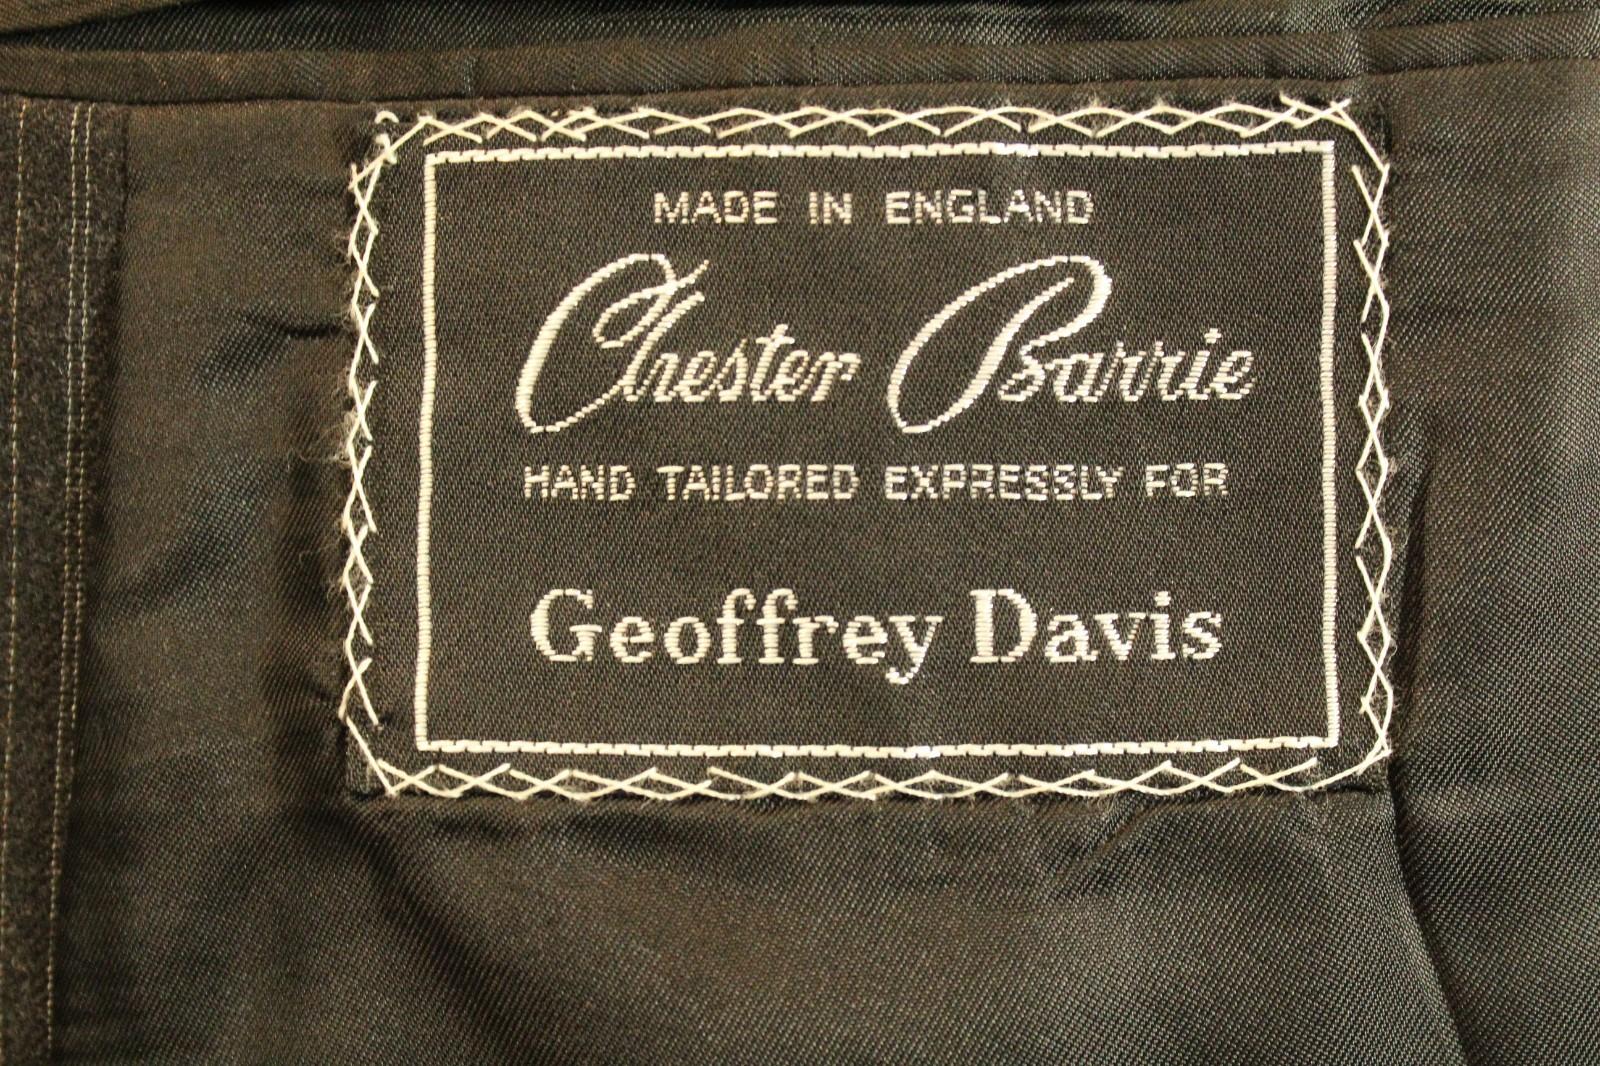 MADE IN ENGLAND
Chester Barrie
HAND TAILORED EXPRESSLY FOR
Geoffrey Davis